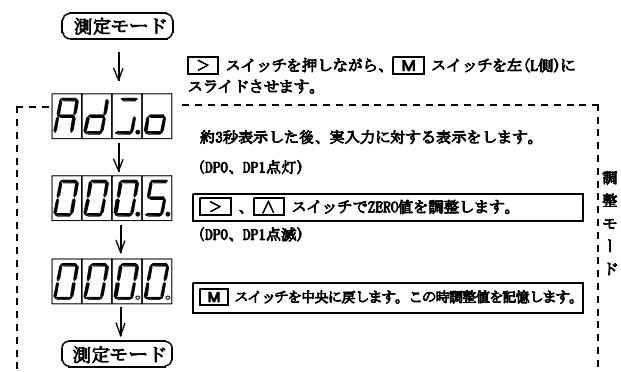 測定モード
> スイッチを押しながら、 M スイッチを左(L側)に
スライドさせます。
Adj.o
約3秒表示した後、実入力に対する表示をします。
(DP0、DP1点灯)
000.5.
> 、 ∧ スイッチでZERO値を調整します。
(DP0、DP1点滅)
000.0.
M スイッチを中央に戻します。この時調整値を記憶します。
測定モード
調整モード